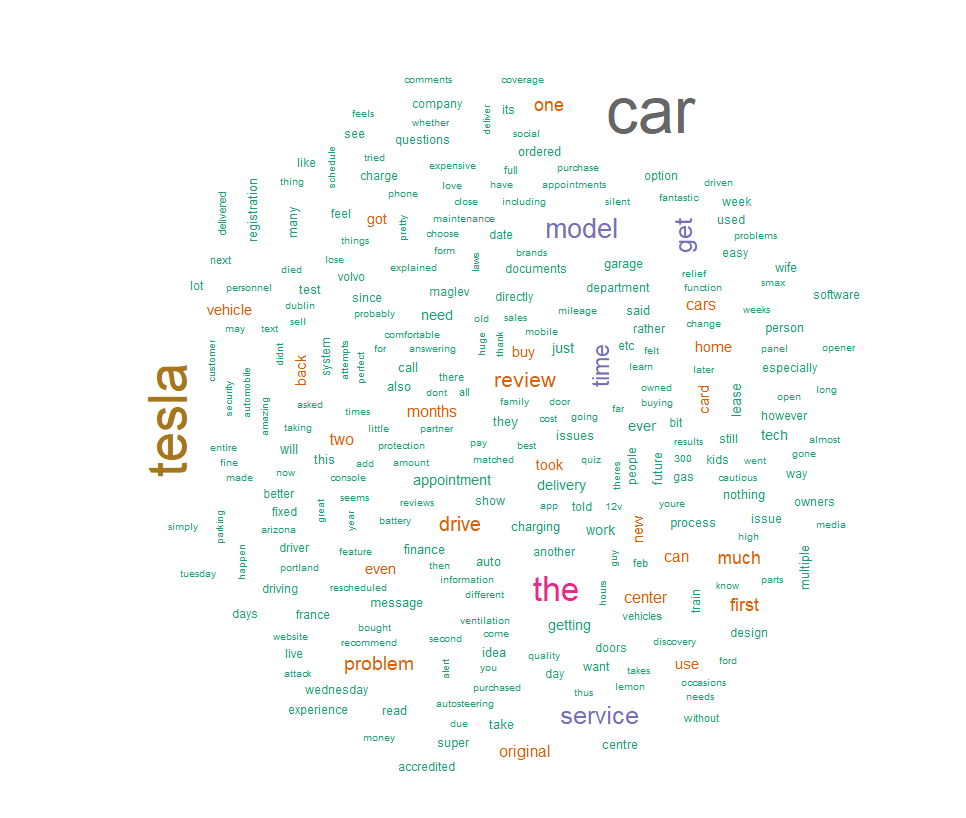 comments coverage
company its one car
feels deliver
whether
see questions social
ordered
like schedule tried
expensive full purchase
thing charge option
love have appointments driven
delivered registration phone
close including silent fantastic week
many feel got pretty maintenance model get used
things choose date problems
form easy
next lose laws brands
died volvo explained documents garage wife
relief
lot personnel test maglev directly department function smax
since software
vehicle dublin probably need old sales mileage said cars weeks
sell change
may text mobile rather person
customer didnt system attempts comfortable huge thank
back perfect for answering buy just time etc felt home panel opener
call learn later especially
tesla security automobile also there review owned card lease long
dont all family door open
amazing asked times months cost going far buying
partner they ever bit however
taking little
two issues results still tech almost
entire will protection pay best
this matched took quiz theres people future 300 kids went gone
fine add amount
made now console appointment gas cautious way
delivery nothing
better seems reviews show owners
fixed great year app told 12v youre
simply parking arizona battery drive charging work new process issue media
high
driver feature finance another
happen even auto guy feb can much multiple
portland then
tuesday information
driving rescheduled the hours know parts
different center train first
days france message
ventilation vehicles
bought getting
website second come design
recommend doors discovery
live idea quality
alert you want use ford
attack problem day takes
wednesday purchased lemon occasions
thus needs
experience read autosteering
due take service without
money super centre
original
accredited